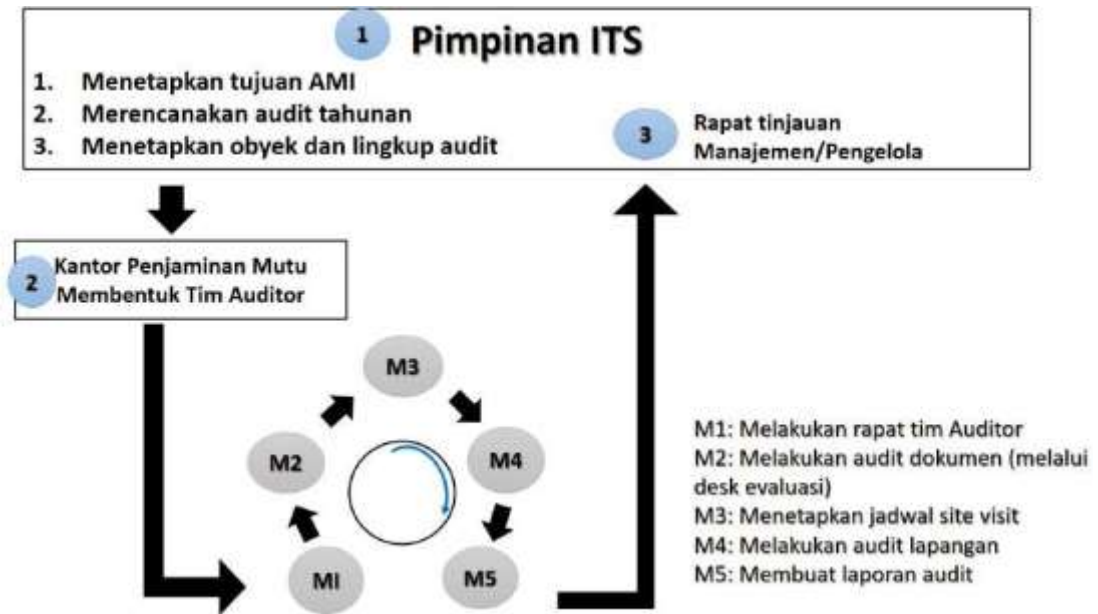 1 Pimpinan ITS
1. Menetapkan tujuan AMI
2. Merencanakan audit tahunan
3. Menetapkan obyek dan lingkup audit
3 Rapat tinjauan
Manajemen/Pengelola
2 Kantor Penjaminan Mutu
Membentuk Tim Auditor
M3
M2
M4
M1
M5
M1: Melakukan rapat tim Auditor
M2: Melakukan audit dokumen (melalui
desk evaluasi)
M3: Menetapkan jadwal site visit
M4: Melakukan audit lapangan
M5: Membuat laporan audit